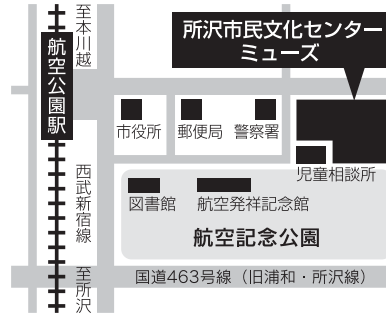 至本川越
航空公園駅
西武新宿線
至所沢
所沢市民文化センター
ミューズ
市役所
郵便局
警察署
児童相談所
図書館
航空発祥記念館
航空記念公園
国道463号線（旧浦和・所沢線）